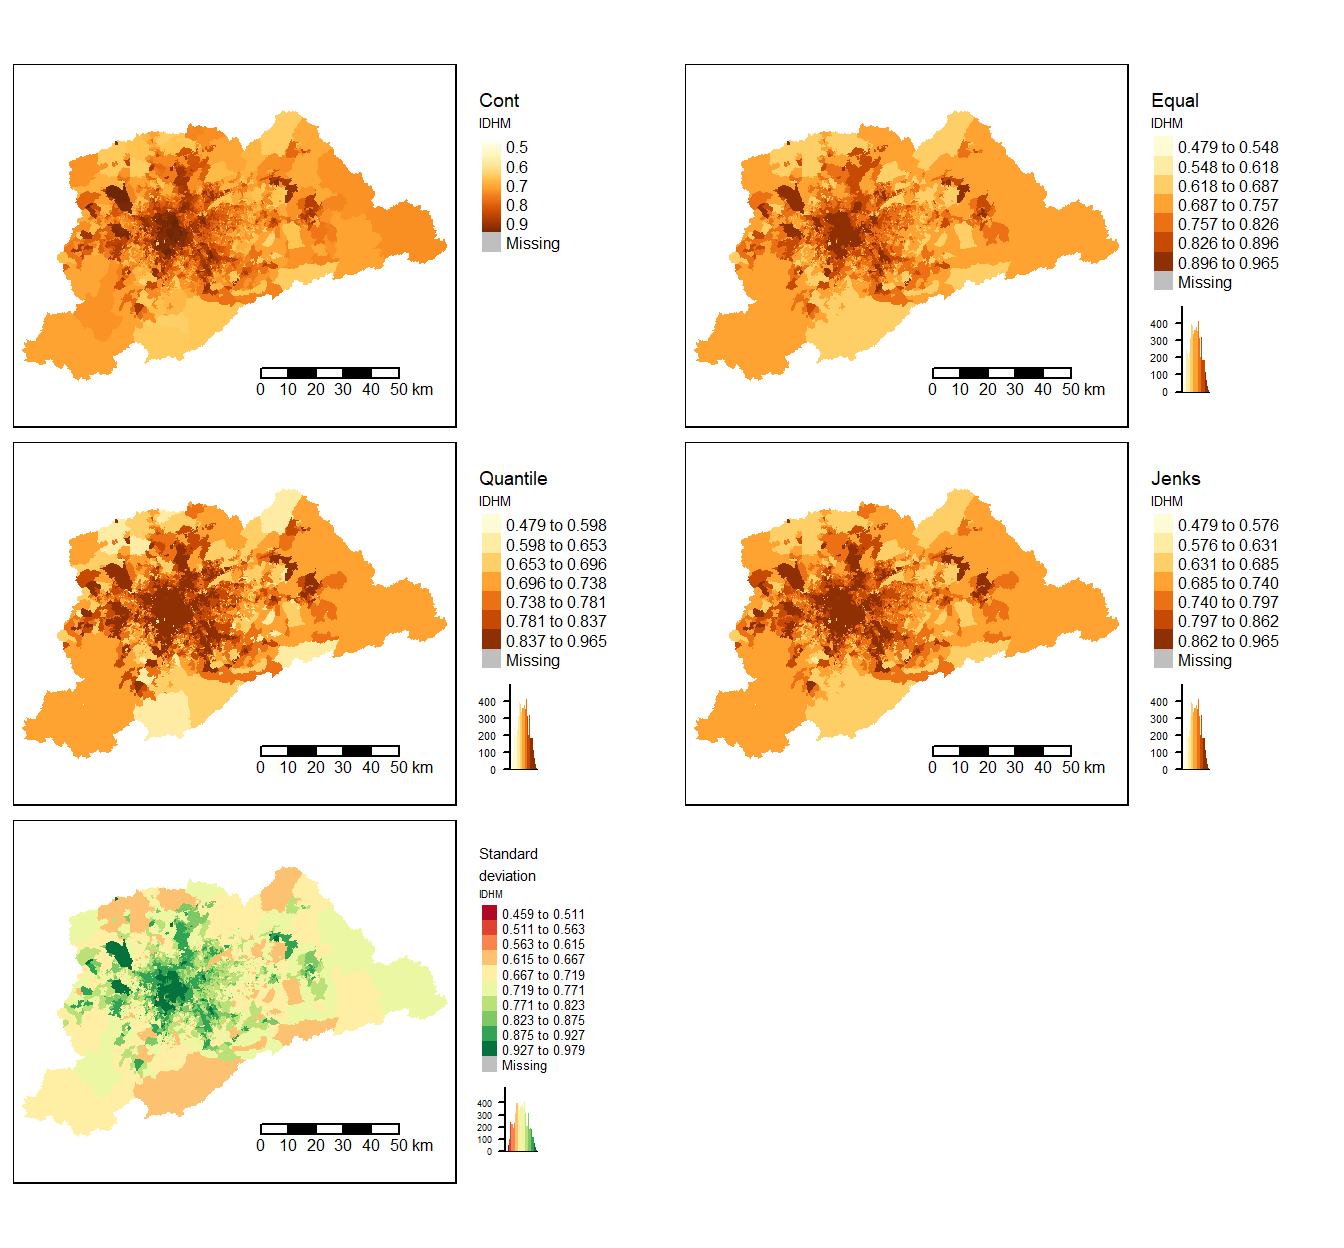 Cont
IDHM
0.5
0.6
0.7
0.8
0.9
Missing
0 10 20 30 40 50 km
Equal
IDHM
0.479 to 0.548
0.548 to 0.618
0.618 to 0.687
0.687 to 0.757
0.757 to 0.826
0.826 to 0.896
0.896 to 0.965
Missing
400
300
200
100
0
0 10 20 30 40 50 km
Quantile
IDHM
0.479 to 0.598
0.598 to 0.653
0.653 to 0.696
0.696 to 0.738
0.738 to 0.781
0.781 to 0.837
0.837 to 0.965
Missing
400
300
200
100
0
0 10 20 30 40 50 km
Jenks
IDHM
0.479 to 0.576
0.576 to 0.631
0.631 to 0.685
0.685 to 0.740
0.740 to 0.797
0.797 to 0.862
0.862 to 0.965
Missing
400
300
200
100
0
0 10 20 30 40 50 km
Standard
deviation
IDHM
0.459 to 0.511
0.511 to 0.563
0.563 to 0.615
0.615 to 0.667
0.667 to 0.719
0.719 to 0.771
0.771 to 0.823
0.823 to 0.875
0.875 to 0.927
0.927 to 0.979
Missing
400
300
200
100
0
0 10 20 30 40 50 km